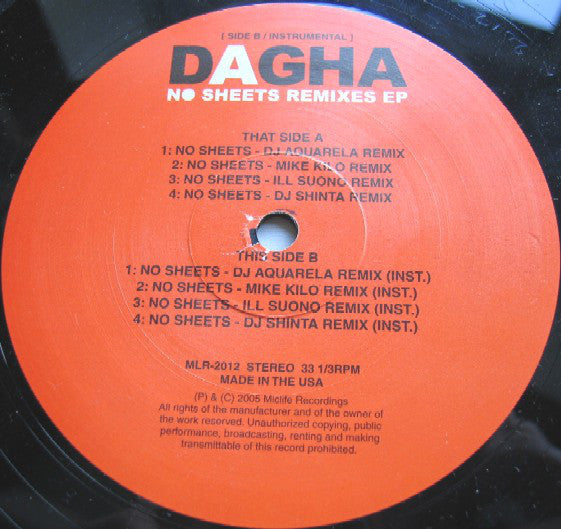 [ SIDE B / INSTRUMENTAL ]
DAGHA
NO SHEETS REMIXES EP
THAT SIDE A
1: NO SHEETS - DJ AQUARELA REMIX
2: NO SHEETS - MIKE KILO REMIX
3: NO SHEETS - ILL SUONO REMIX
4: NO SHEETS - DJ SHINTA REMIX
THIS SIDE B
1: NO SHEETS - DJ AQUARELA REMIX (INST.)
2: NO SHEETS - MIKE KILO REMIX (INST.)
3: NO SHEETS - ILL SUONO REMIX (INST.)
4: NO SHEETS - DJ SHINTA REMIX (INST.)
MLR-2012 STEREO 33 1/3RPM
MADE IN THE USA
(P) & (C) 2005 Miclife Recordings
All rights of the manufacturer and of the owner of
the work reserved. Unauthorized copying, public
performance, broadcasting, renting and making
transmittable of this record prohibited.